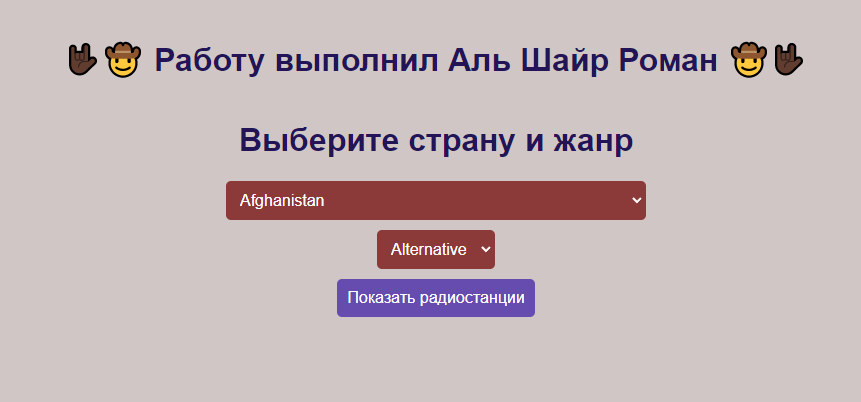 Работу выполнил Аль Шайр Роман
Выберите страну и жанр
Afghanistan
Alternative
Показать радиостанции